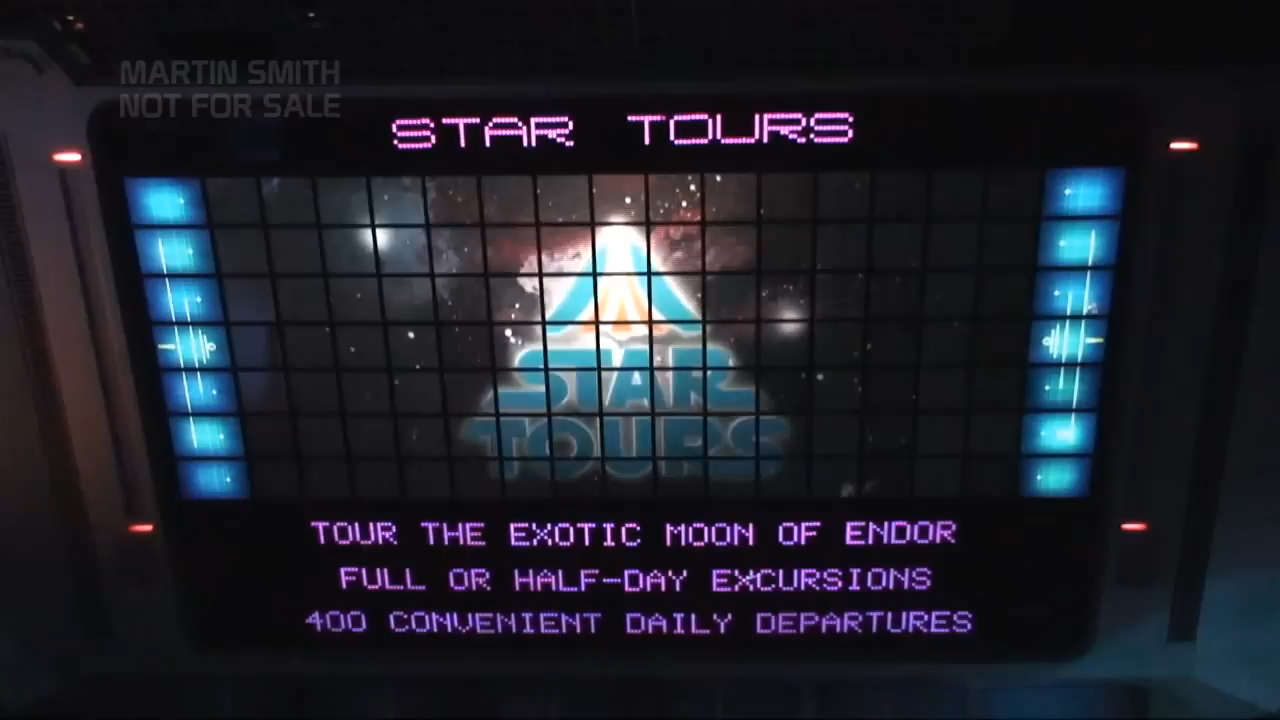 MARTIN SMITH
NOT FOR SALE
STAR TOURS
STAR
TOURS
TOUR THE EXOTIC MOON OF ENDOR
FULL OR HALF-DAY EXCURSIONS
400 CONVENIENT DAILY DEPARTURES